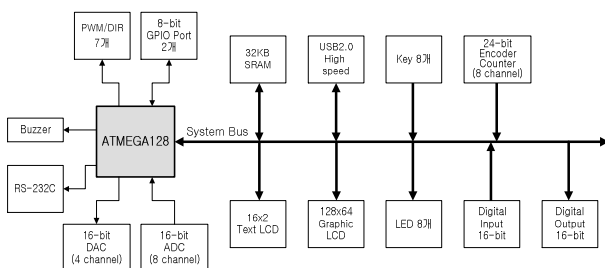 PWM/DIR
7개
8-bit
GPIO Port
2개
32KB
SRAM
USB2.0
High
speed
Key 8개
24-bit
Encoder
Counter
(8 channel)
Buzzer
ATMEGA128
System Bus
RS-232C
16-bit
DAC
(4 channel)
16-bit
ADC
(8 channel)
16x2
Text LCD
128x64
Graphic
LCD
LED 8개
Digital
Input
16-bit
Digital
Output
16-bit